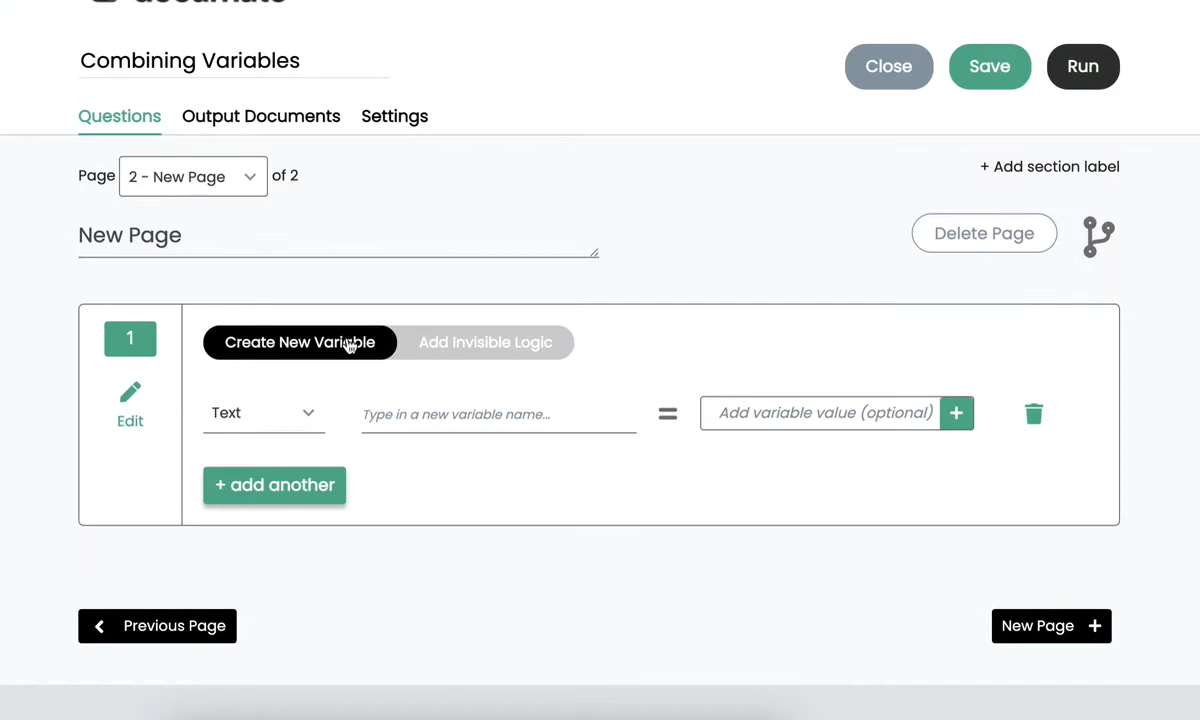 documate
Combining Variables
Close
Save
Run
Questions
Output Documents
Settings
Page
2 - New Page
of 2
+ Add section label
New Page
Delete Page
1
Edit
Create New Variable
Add Invisible Logic
Text
Type in a new variable name...
=
Add variable value (optional)
+
+ add another
Previous Page
New Page +